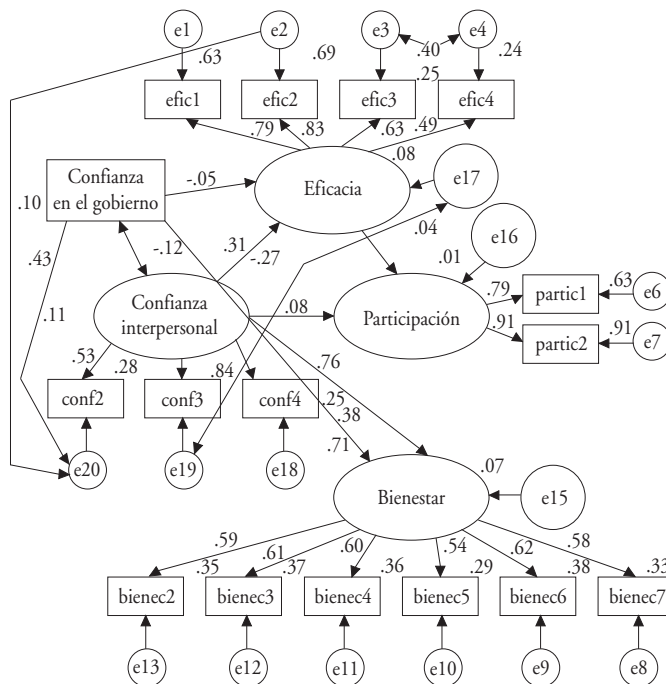 e1
e2
e3
e4
.63
.69
.40
.24
.25
efic1
efic2
efic3
efic4
.79
.83
.63
.49
.08
Confianza
en el gobierno
.10
-.05
Eficacia
e17
.04
e16
.43
-.12
.31
-.27
.01
.11
Confianza
interpersonal
.08
Participación
.79
partic1
.63
e6
.91
partic2
.91
e7
.53
.28
.84
.76
.25
.38
conf2
conf3
conf4
.71
e20
e19
e18
.07
Bienestar
e15
.59
.35
.61
.37
.60
.36
.54
.29
.62
.38
.58
.33
bienec2
bienec3
bienec4
bienec5
bienec6
bienec7
e13
e12
e11
e10
e9
e8